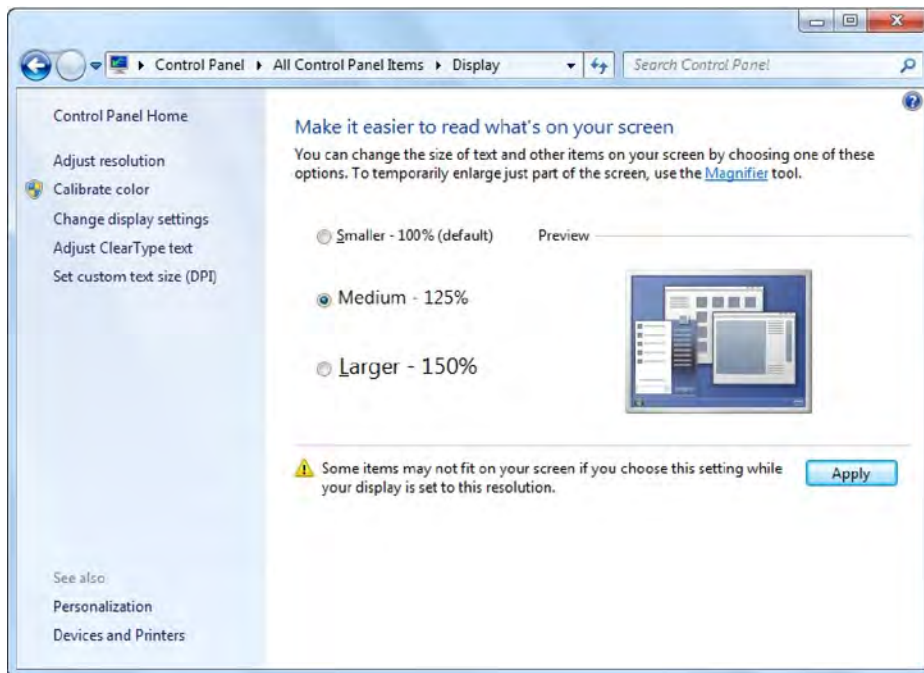 Control Panel ▸ All Control Panel Items ▸ Display
Search Control Panel
Control Panel Home
Adjust resolution
Calibrate color
Change display settings
Adjust ClearType text
Set custom text size (DPI)
See also
Personalization
Devices and Printers
Make it easier to read what's on your screen
You can change the size of text and other items on your screen by choosing one of these
options. To temporarily enlarge just part of the screen, use the Magnifier tool.
Smaller - 100% (default)
Preview
Medium - 125%
Larger - 150%
Some items may not fit on your screen if you choose this setting while
your display is set to this resolution.
Apply